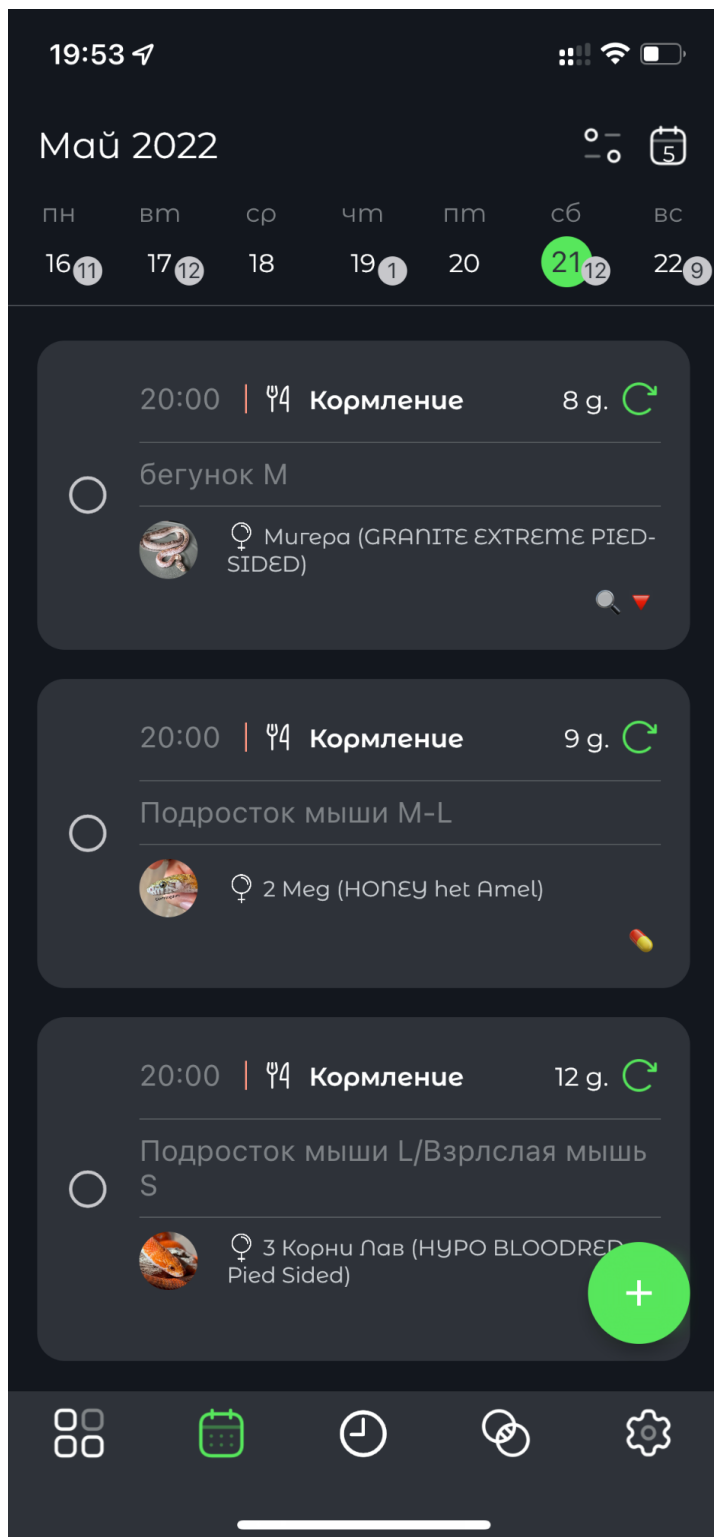 19:53
Май 2022
5
пн вт ср чт пт сб вс
16 11 17 12 18 19 1 20 21 12 22 9
20:00 Кормление 8 д.
бегунок М
Мигера (GRANITE EXTREME PIED-
SIDED)
20:00 Кормление 9 д.
Подросток мыши M-L
2 Мед (HONEY het Amel)
20:00 Кормление 12 д.
Подросток мыши L/Взрлслая мышь
S
3 Корни Лав (HYPO BLOODRED
Pied Sided)
+